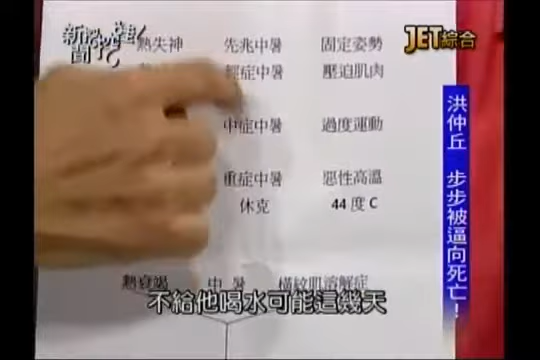 新聞挖挖哇!
JET綜合
熱失神 先兆中暑 固定姿勢
輕症中暑 壓迫肌肉
中症中暑 過度運動
重症中暑 惡性高溫
休克 44 度 C
熱衰竭 中暑 橫紋肌溶解症
洪仲丘 步步被逼向死亡!
不給他喝水可能這幾天